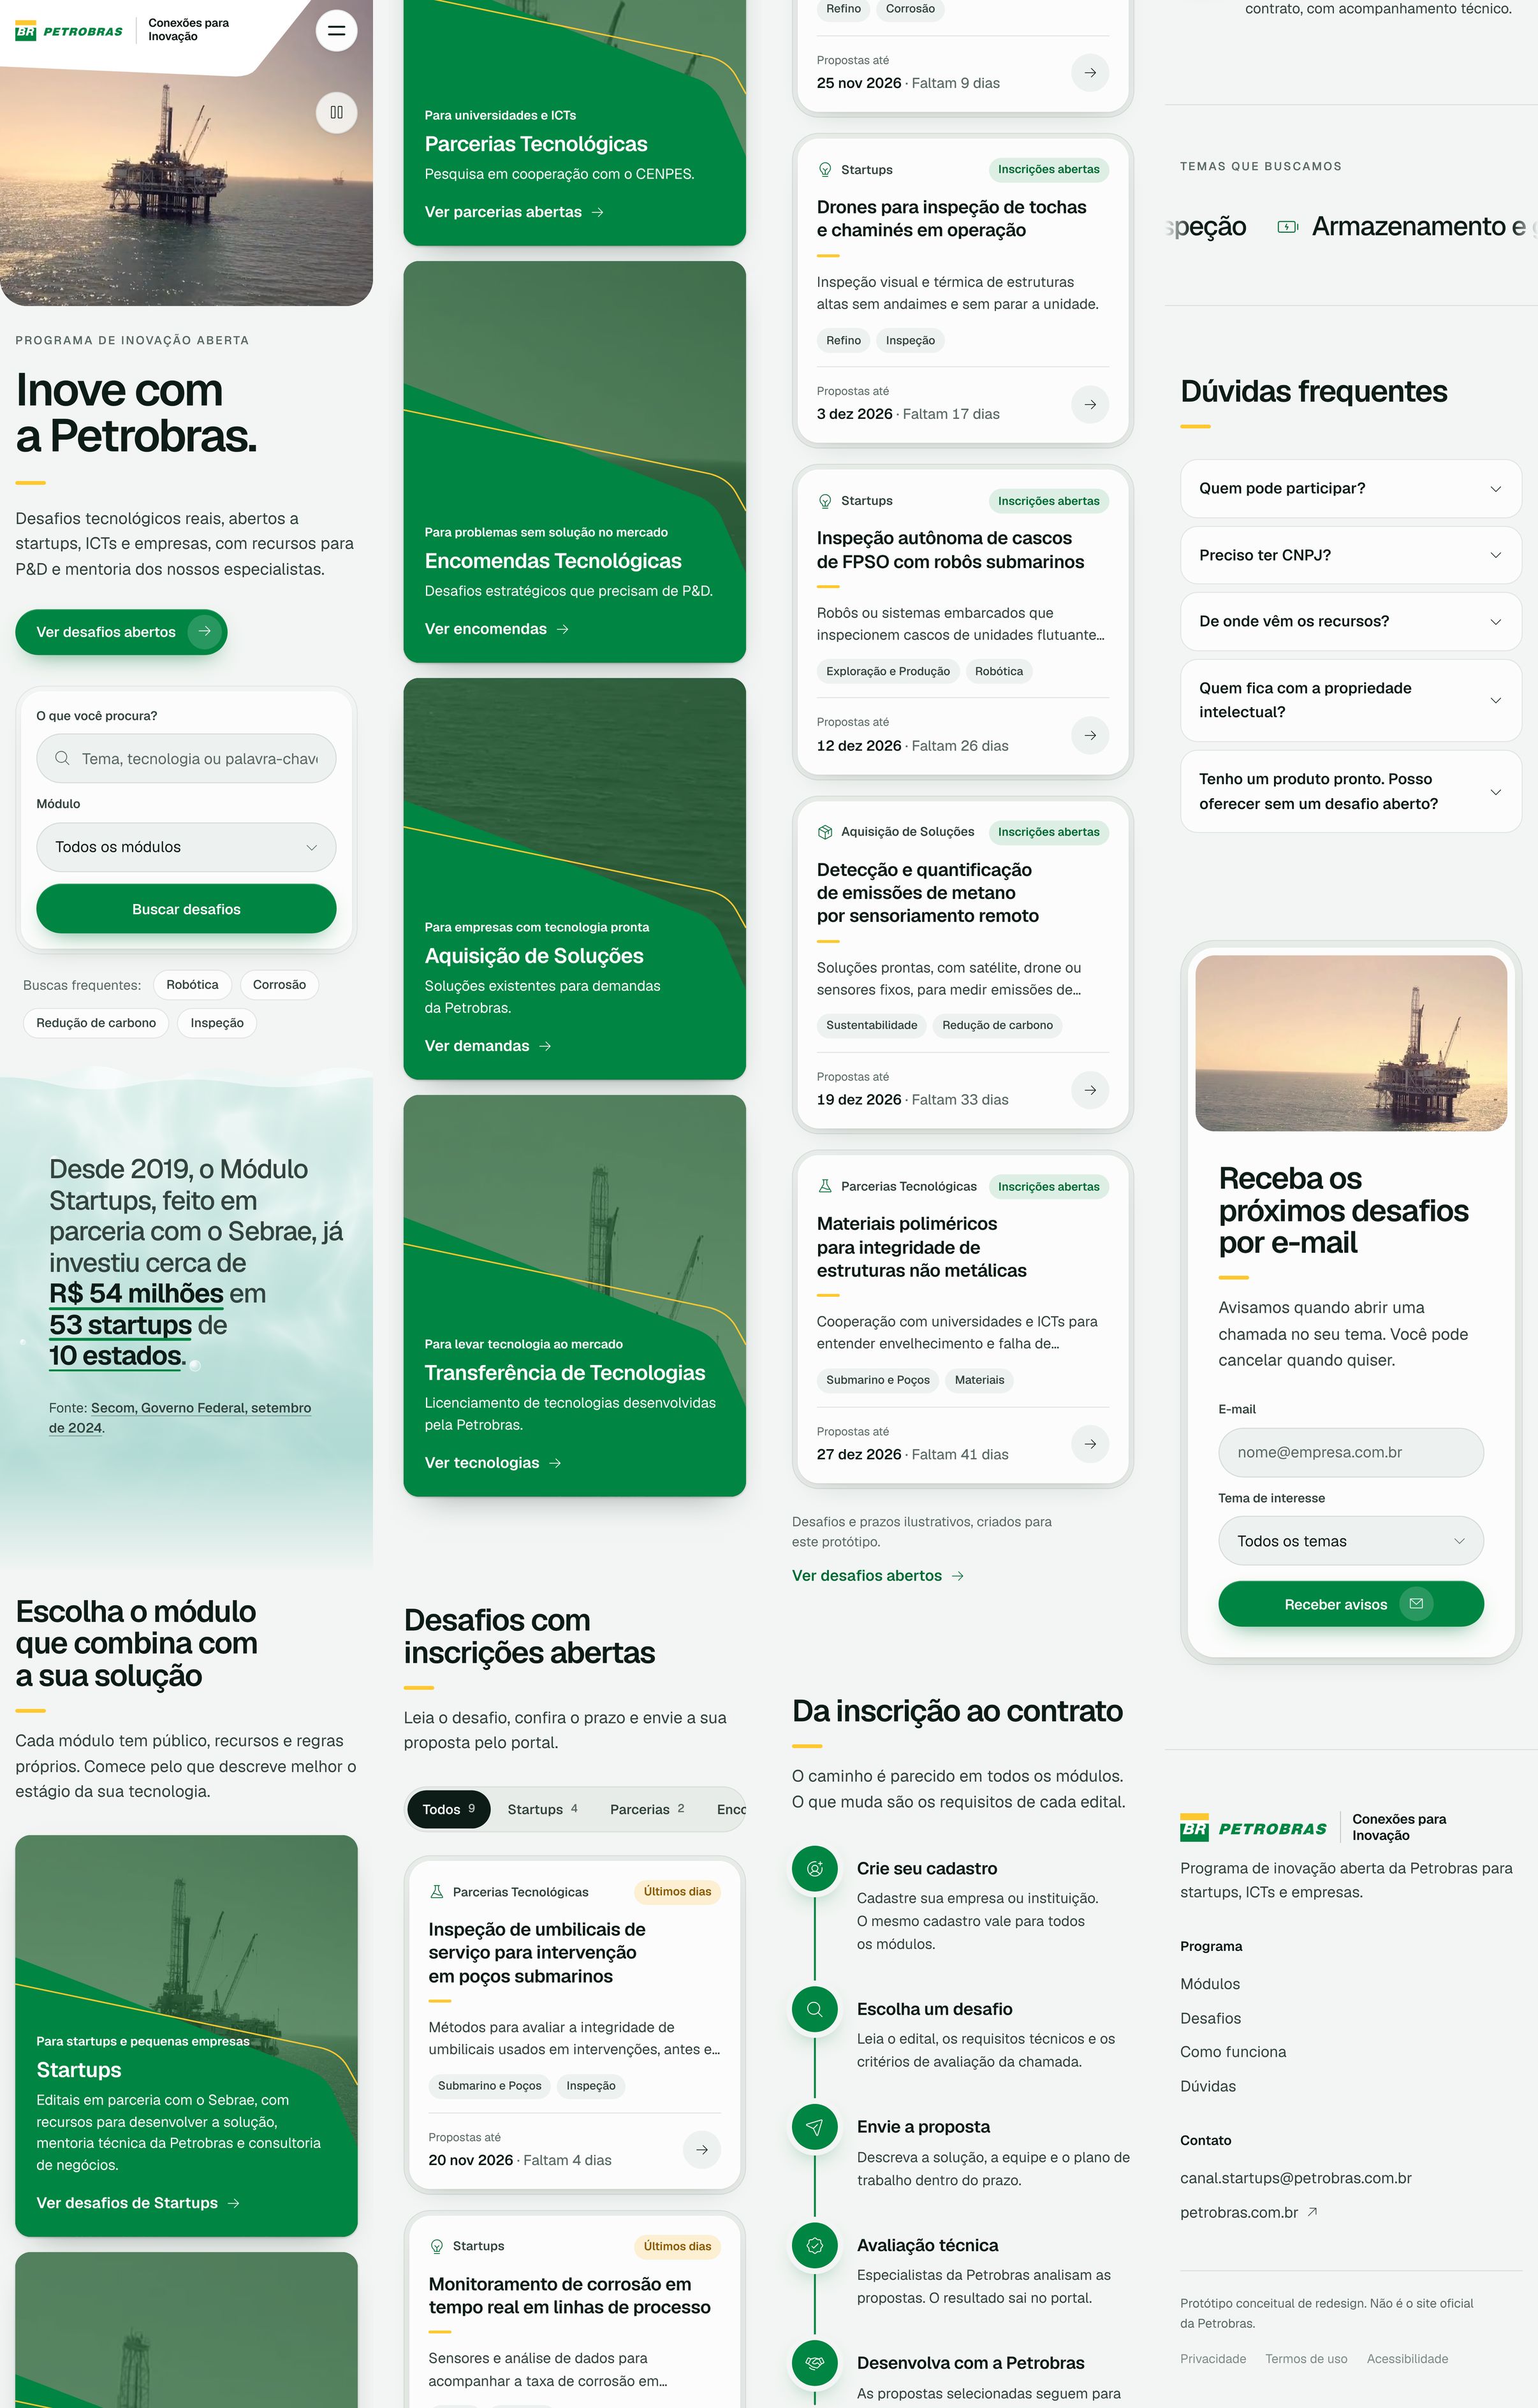 BR PETROBRAS
Conexões para
Inovação
PROGRAMA DE INOVAÇÃO ABERTA
Inove com
a Petrobras.
Desafios tecnológicos reais, abertos a
startups, ICTs e empresas, com recursos para
P&D e mentoria dos nossos especialistas.
Ver desafios abertos
O que você procura?
Tema, tecnologia ou palavra-chave
Módulo
Todos os módulos
Buscar desafios
Buscas frequentes:
Robótica
Corrosão
Redução de carbono
Inspeção
Desde 2019, o Módulo
Startups, feito em
parceria com o Sebrae, já
investiu cerca de
R$ 54 milhões em
53 startups de
10 estados.
Fonte: Secom, Governo Federal, setembro
de 2024.
Escolha o módulo
que combina com
a sua solução
Cada módulo tem público, recursos e regras
próprios. Comece pelo que descreve melhor o
estágio da sua tecnologia.
Para startups e pequenas empresas
Startups
Editais em parceria com o Sebrae, com
recursos para desenvolver a solução,
mentoria técnica da Petrobras e consultoria
de negócios.
Ver desafios de Startups
Para universidades e ICTs
Parcerias Tecnológicas
Pesquisa em cooperação com o CENPES.
Ver parcerias abertas
Para problemas sem solução no mercado
Encomendas Tecnológicas
Desafios estratégicos que precisam de P&D.
Ver encomendas
Para empresas com tecnologia pronta
Aquisição de Soluções
Soluções existentes para demandas
da Petrobras.
Ver demandas
Para levar tecnologia ao mercado
Transferência de Tecnologias
Licenciamento de tecnologias desenvolvidas
pela Petrobras.
Ver tecnologias
Desafios com
inscrições abertas
Leia o desafio, confira o prazo e envie a sua
proposta pelo portal.
Todos 9
Startups 4
Parcerias 2
Enco
Parcerias Tecnológicas
Últimos dias
Inspeção de umbilicais de
serviço para intervenção
em poços submarinos
Métodos para avaliar a integridade de
umbilicais usados em intervenções, antes e...
Submarino e Poços
Inspeção
Propostas até
20 nov 2026 · Faltam 4 dias
Startups
Últimos dias
Monitoramento de corrosão em
tempo real em linhas de processo
Sensores e análise de dados para
acompanhar a taxa de corrosão em...
Refino
Corrosão
Propostas até
25 nov 2026 · Faltam 9 dias
Startups
Inscrições abertas
Drones para inspeção de tochas
e chaminés em operação
Inspeção visual e térmica de estruturas
altas sem andaimes e sem parar a unidade.
Refino
Inspeção
Propostas até
3 dez 2026 · Faltam 17 dias
Startups
Inscrições abertas
Inspeção autônoma de cascos
de FPSO com robôs submarinos
Robôs ou sistemas embarcados que
inspecionem cascos de unidades flutuante...
Exploração e Produção
Robótica
Propostas até
12 dez 2026 · Faltam 26 dias
Aquisição de Soluções
Inscrições abertas
Detecção e quantificação
de emissões de metano
por sensoriamento remoto
Soluções prontas, com satélite, drone ou
sensores fixos, para medir emissões de...
Sustentabilidade
Redução de carbono
Propostas até
19 dez 2026 · Faltam 33 dias
Parcerias Tecnológicas
Inscrições abertas
Materiais poliméricos
para integridade de
estruturas não metálicas
Cooperação com universidades e ICTs para
entender envelhecimento e falha de...
Submarino e Poços
Materiais
Propostas até
27 dez 2026 · Faltam 41 dias
Desafios e prazos ilustrativos, criados para
este protótipo.
Ver desafios abertos
Da inscrição ao contrato
O caminho é parecido em todos os módulos.
O que muda são os requisitos de cada edital.
Crie seu cadastro
Cadastre sua empresa ou instituição.
O mesmo cadastro vale para todos
os módulos.
Escolha um desafio
Leia o edital, os requisitos técnicos e os
critérios de avaliação da chamada.
Envie a proposta
Descreva a solução, a equipe e o plano de
trabalho dentro do prazo.
Avaliação técnica
Especialistas da Petrobras analisam as
propostas. O resultado sai no portal.
Desenvolva com a Petrobras
As propostas selecionadas seguem para
contrato, com acompanhamento técnico.
TEMAS QUE BUSCAMOS
speção
Armazenamento e
Dúvidas frequentes
Quem pode participar?
Preciso ter CNPJ?
De onde vêm os recursos?
Quem fica com a propriedade
intelectual?
Tenho um produto pronto. Posso
oferecer sem um desafio aberto?
Receba os
próximos desafios
por e-mail
Avisamos quando abrir uma
chamada no seu tema. Você pode
cancelar quando quiser.
E-mail
nome@empresa.com.br
Tema de interesse
Todos os temas
Receber avisos
BR PETROBRAS
Conexões para
Inovação
Programa de inovação aberta da Petrobras para
startups, ICTs e empresas.
Programa
Módulos
Desafios
Como funciona
Dúvidas
Contato
canal.startups@petrobras.com.br
petrobras.com.br
Protótipo conceitual de redesign. Não é o site oficial
da Petrobras.
Privacidade
Termos de uso
Acessibilidade